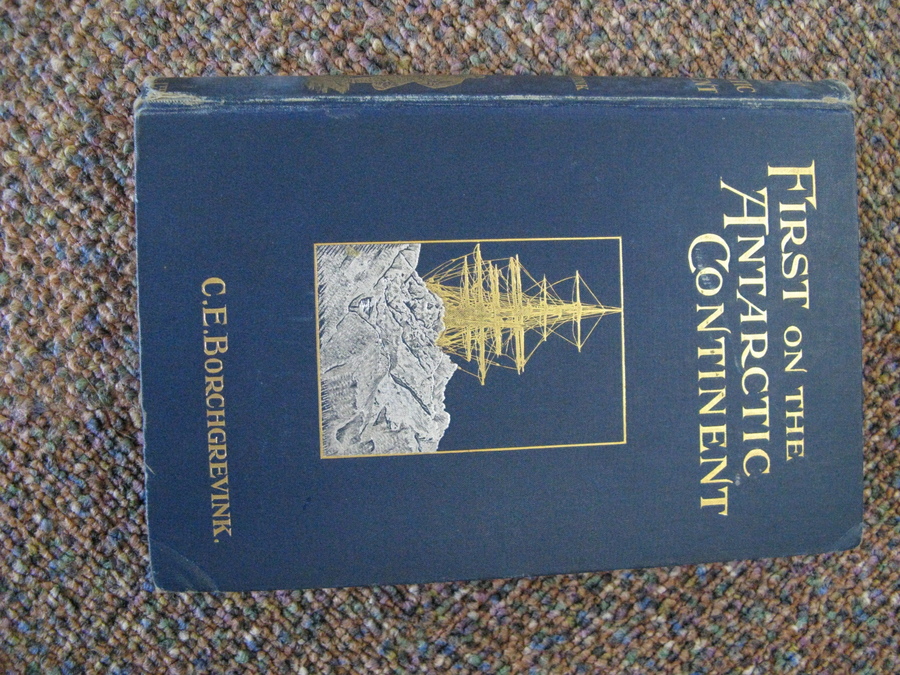 First on the
Antarctic
Continent
C.E. Borchgrevink.